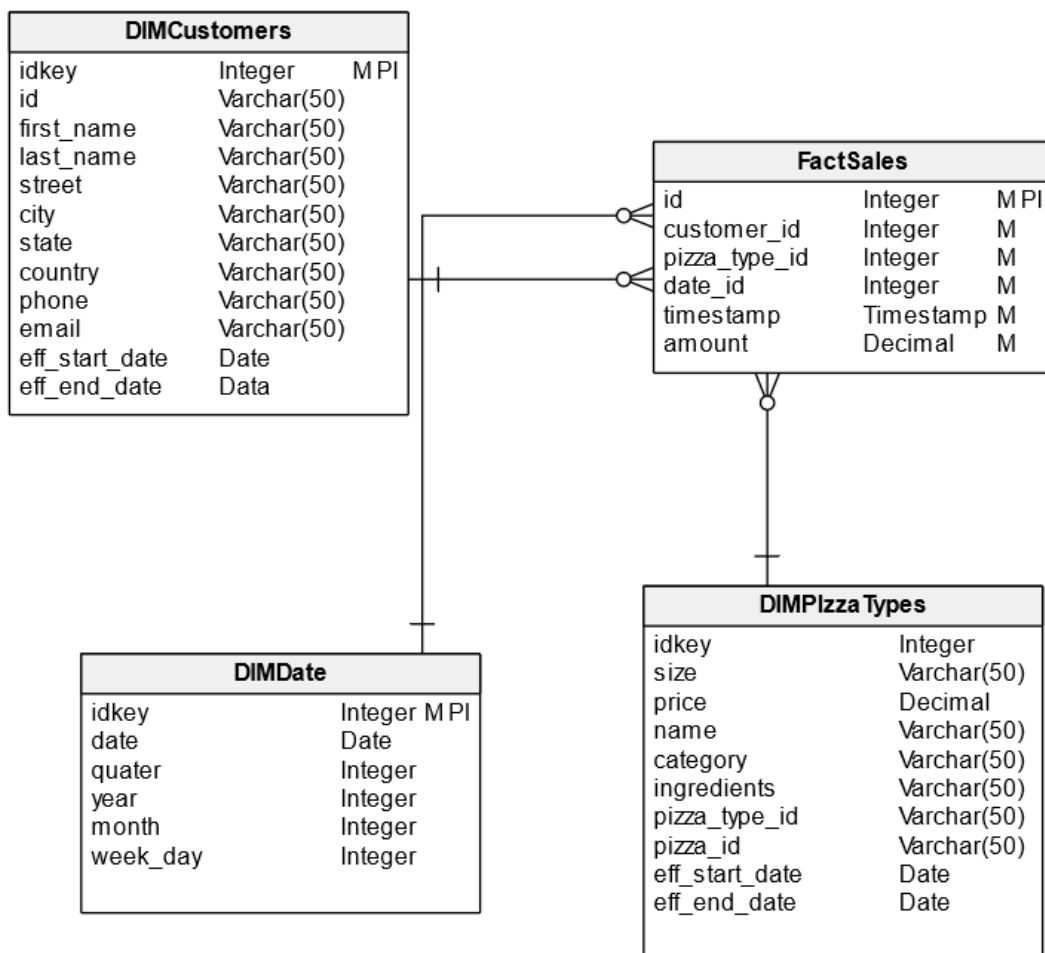 DIMCustomers
idkey Integer M PI
id Varchar(50)
first_name Varchar(50)
last_name Varchar(50)
street Varchar(50)
city Varchar(50)
state Varchar(50)
country Varchar(50)
phone Varchar(50)
email Varchar(50)
eff_start_date Date
eff_end_date Data
FactSales
id Integer M PI
customer_id Integer M
pizza_type_id Integer M
date_id Integer M
timestamp Timestamp M
amount Decimal M
DIMDate
idkey Integer M PI
date Date
quater Integer
year Integer
month Integer
week_day Integer
DIMPIzzaTypes
idkey Integer
size Varchar(50)
price Decimal
name Varchar(50)
category Varchar(50)
ingredients Varchar(50)
pizza_type_id Varchar(50)
pizza_id Varchar(50)
eff_start_date Date
eff_end_date Date